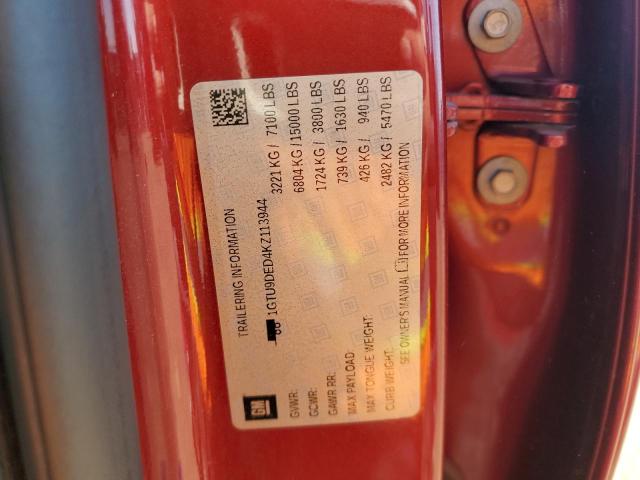 TRAILERING INFORMATION
1GTU9DED4KZ113944
GM
GVWR: 3221 KG / 7100 LBS
GCWR: 6804 KG / 15000 LBS
GAWR RR: 1724 KG / 3800 LBS
MAX PAYLOAD 739 KG / 1630 LBS
MAX TONGUE WEIGHT: 426 KG / 940 LBS
CURB WEIGHT: 2482 KG / 5470 LBS
SEE OWNER'S MANUAL FOR MORE INFORMATION